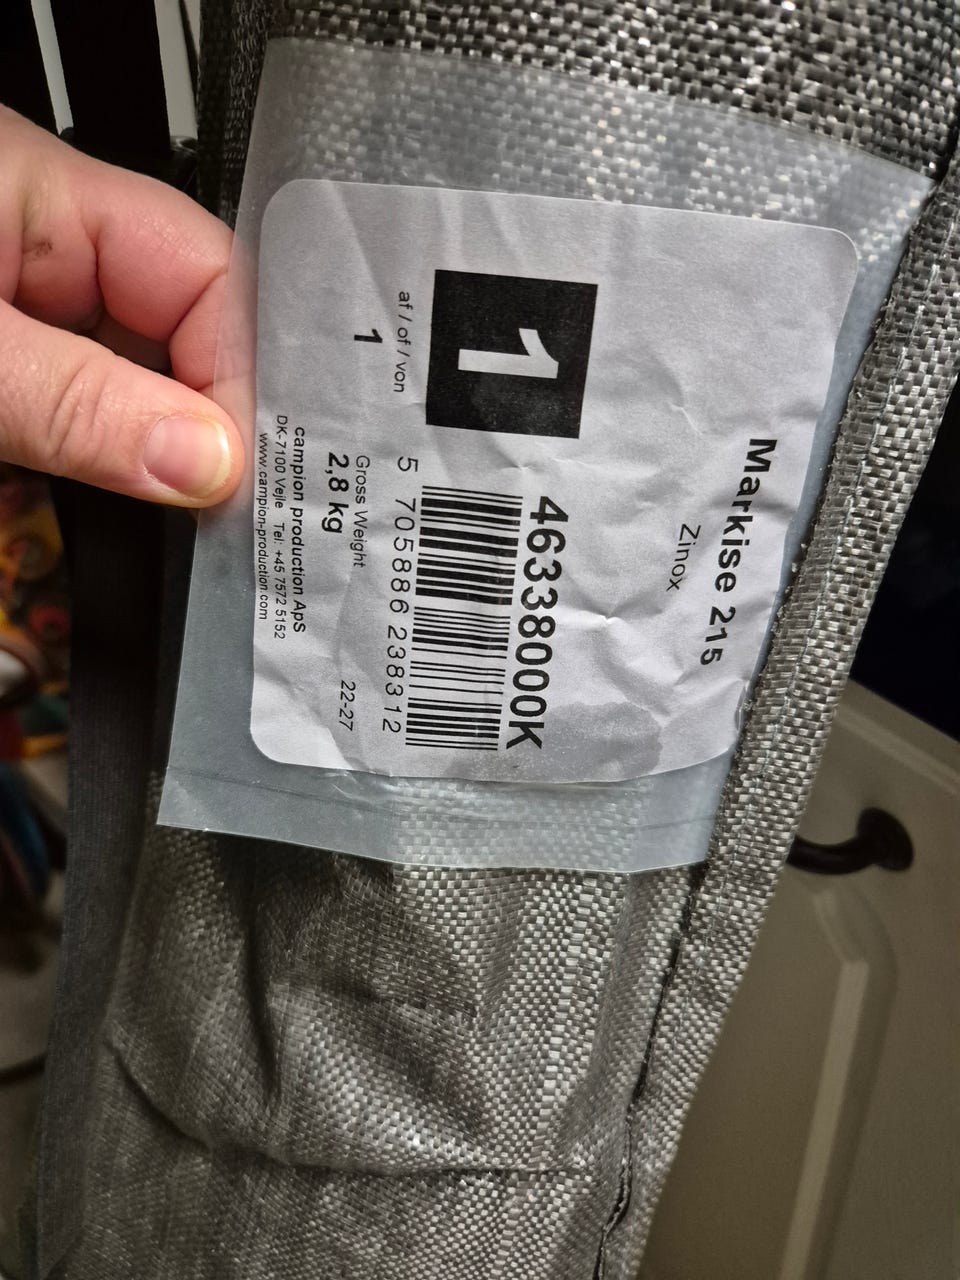 Markise 215
Zinox
1
af / of / von
1
46338000K
5 705886 238312
Gross Weight
2,8 kg
22-27
campion production ApS
DK-7100 Vejle Tel: +45 7572 5152
www.campion-production.com